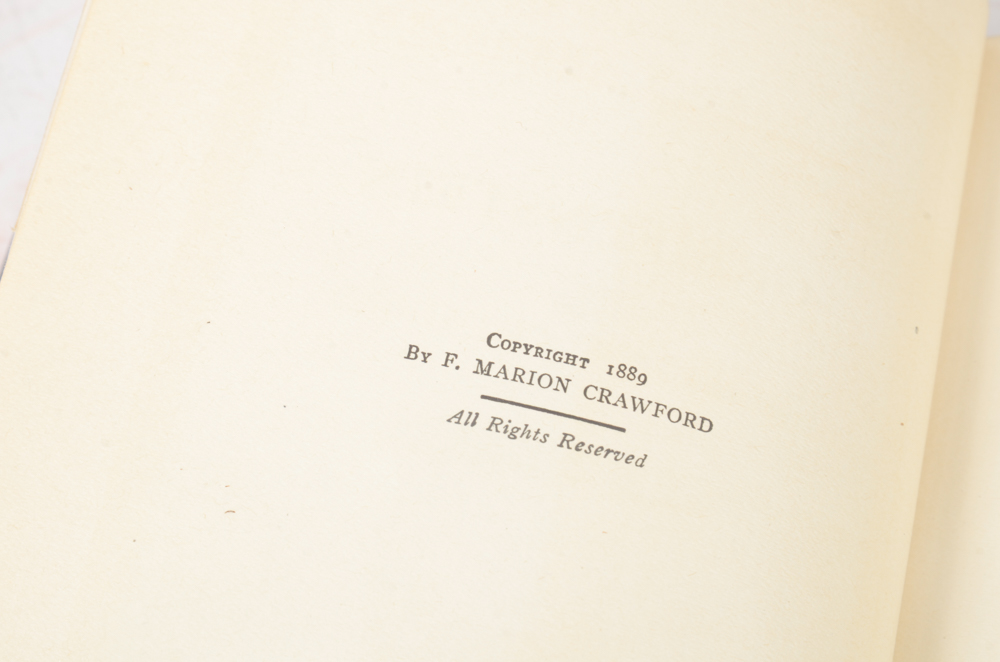 Copyright 1889
By F. MARION CRAWFORD
All Rights Reserved